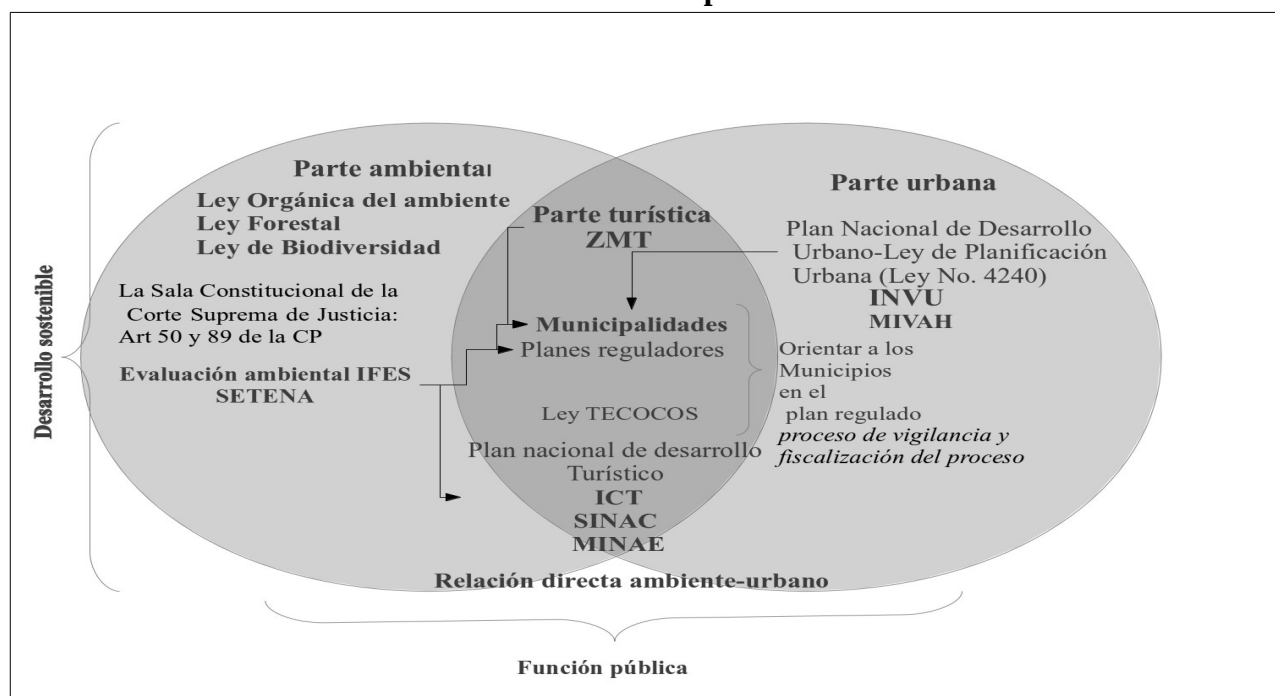 Desarrollo sostenible
Parte ambiental
Ley Orgánica del ambiente
Ley Forestal
Ley de Biodiversidad
La Sala Constitucional de la
Corte Suprema de Justicia:
Art 50 y 89 de la CP
Evaluación ambiental IFES
SETENA
Parte turística
ZMT
Municipalidades
Planes reguladores
Ley TECOCOS
Plan nacional de desarrollo
Turístico
ICT
SINAC
MINAE
Parte urbana
Plan Nacional de Desarrollo
Urbano-Ley de Planificación
Urbana (Ley No. 4240)
INVU
MIVAH
Orientar a los
Municipios
en el
plan regulado
proceso de vigilancia y
fiscalización del proceso
Relación directa ambiente-urbano
Función pública